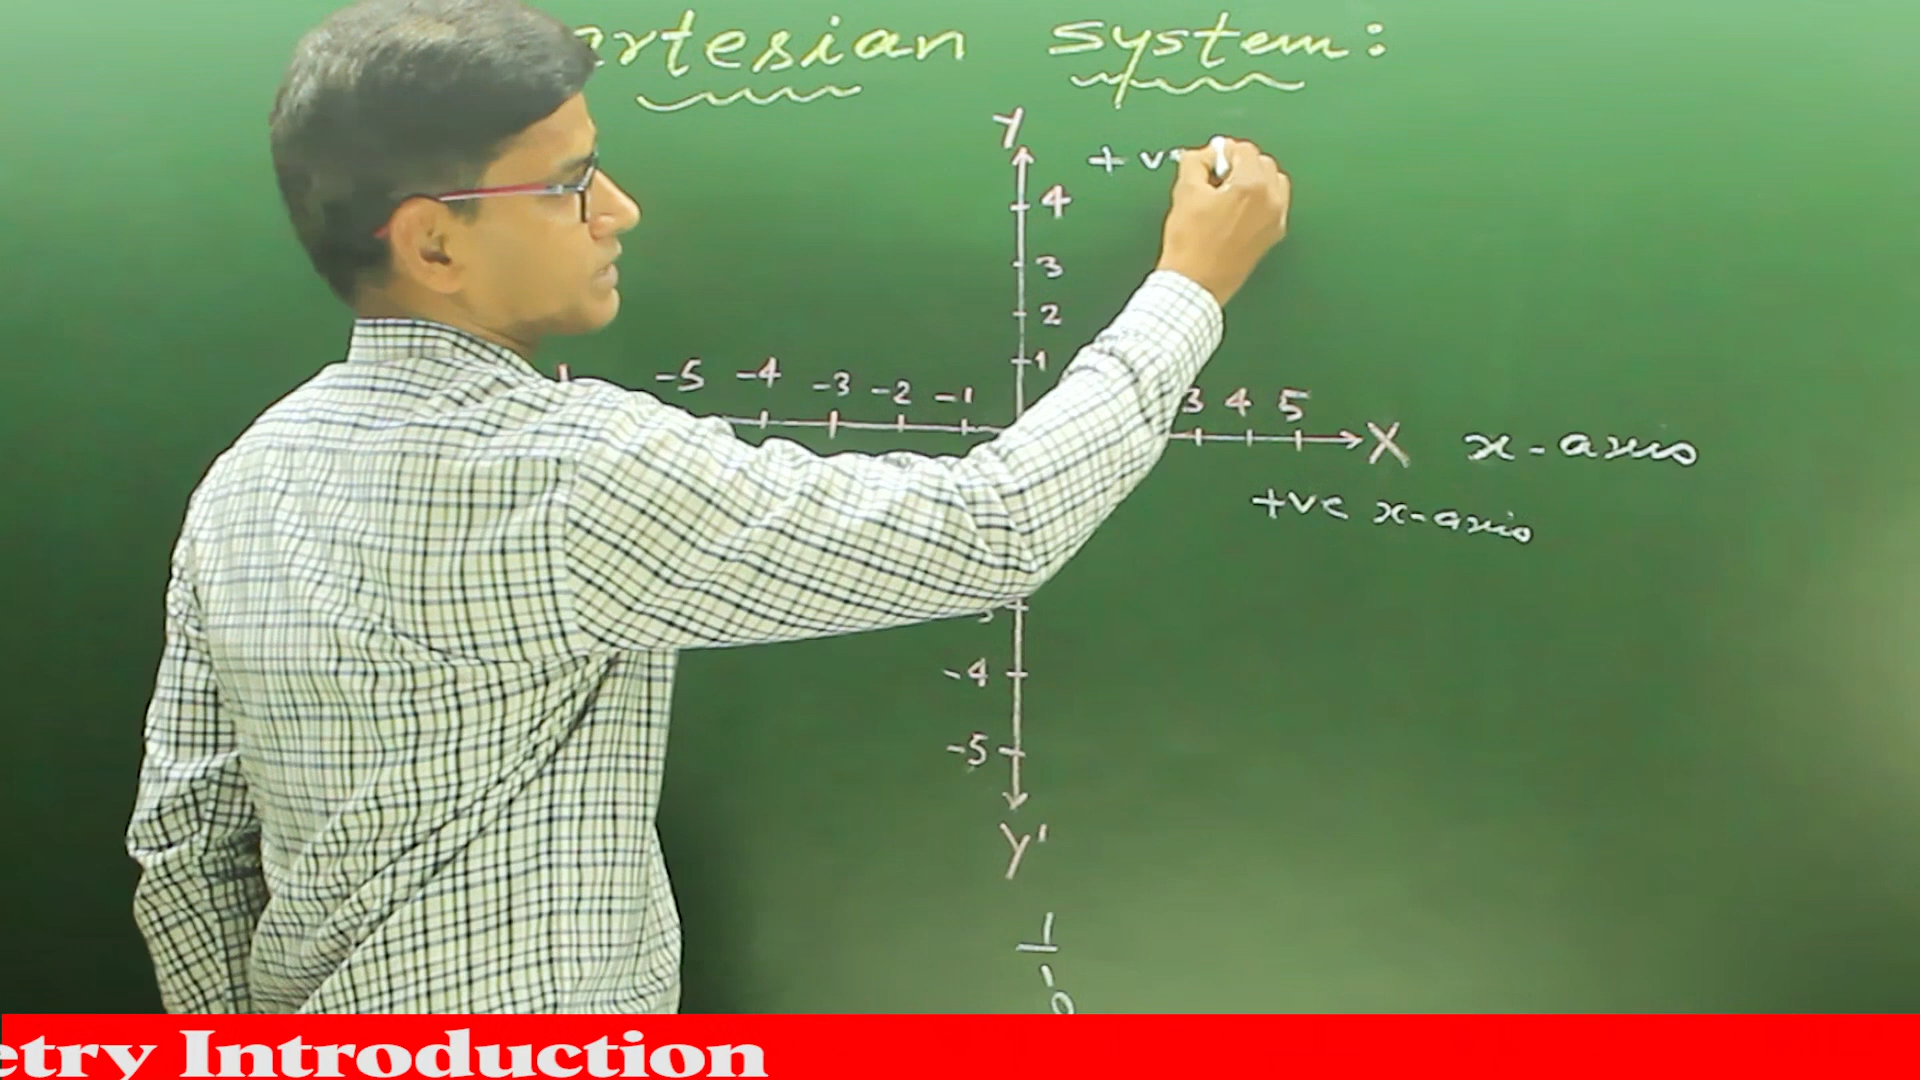 artesian system:
Y
+v
4
3
2
1
-5 -4 -3 -2 -1
3 4 5 X x-axis
+ve x-axis
-4
-5
Y'
etry Introduction